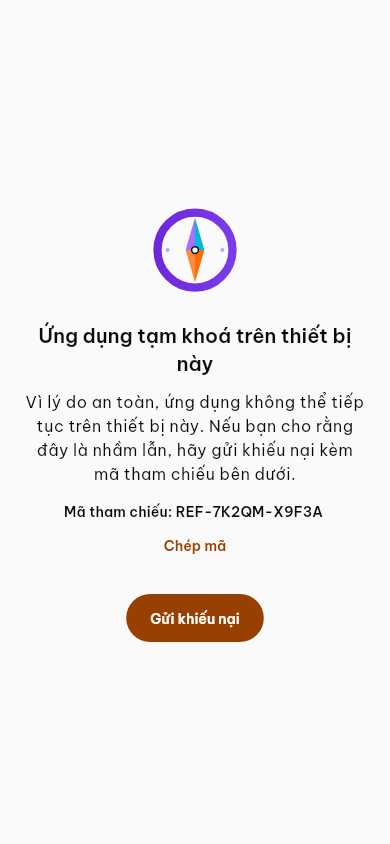 Ứng dụng tạm khoá trên thiết bị
này
Vì lý do an toàn, ứng dụng không thể tiếp
tục trên thiết bị này. Nếu bạn cho rằng
đây là nhầm lẫn, hãy gửi khiếu nại kèm
mã tham chiếu bên dưới.
Mã tham chiếu: REF-7K2QM-X9F3A
Chép mã
Gửi khiếu nại